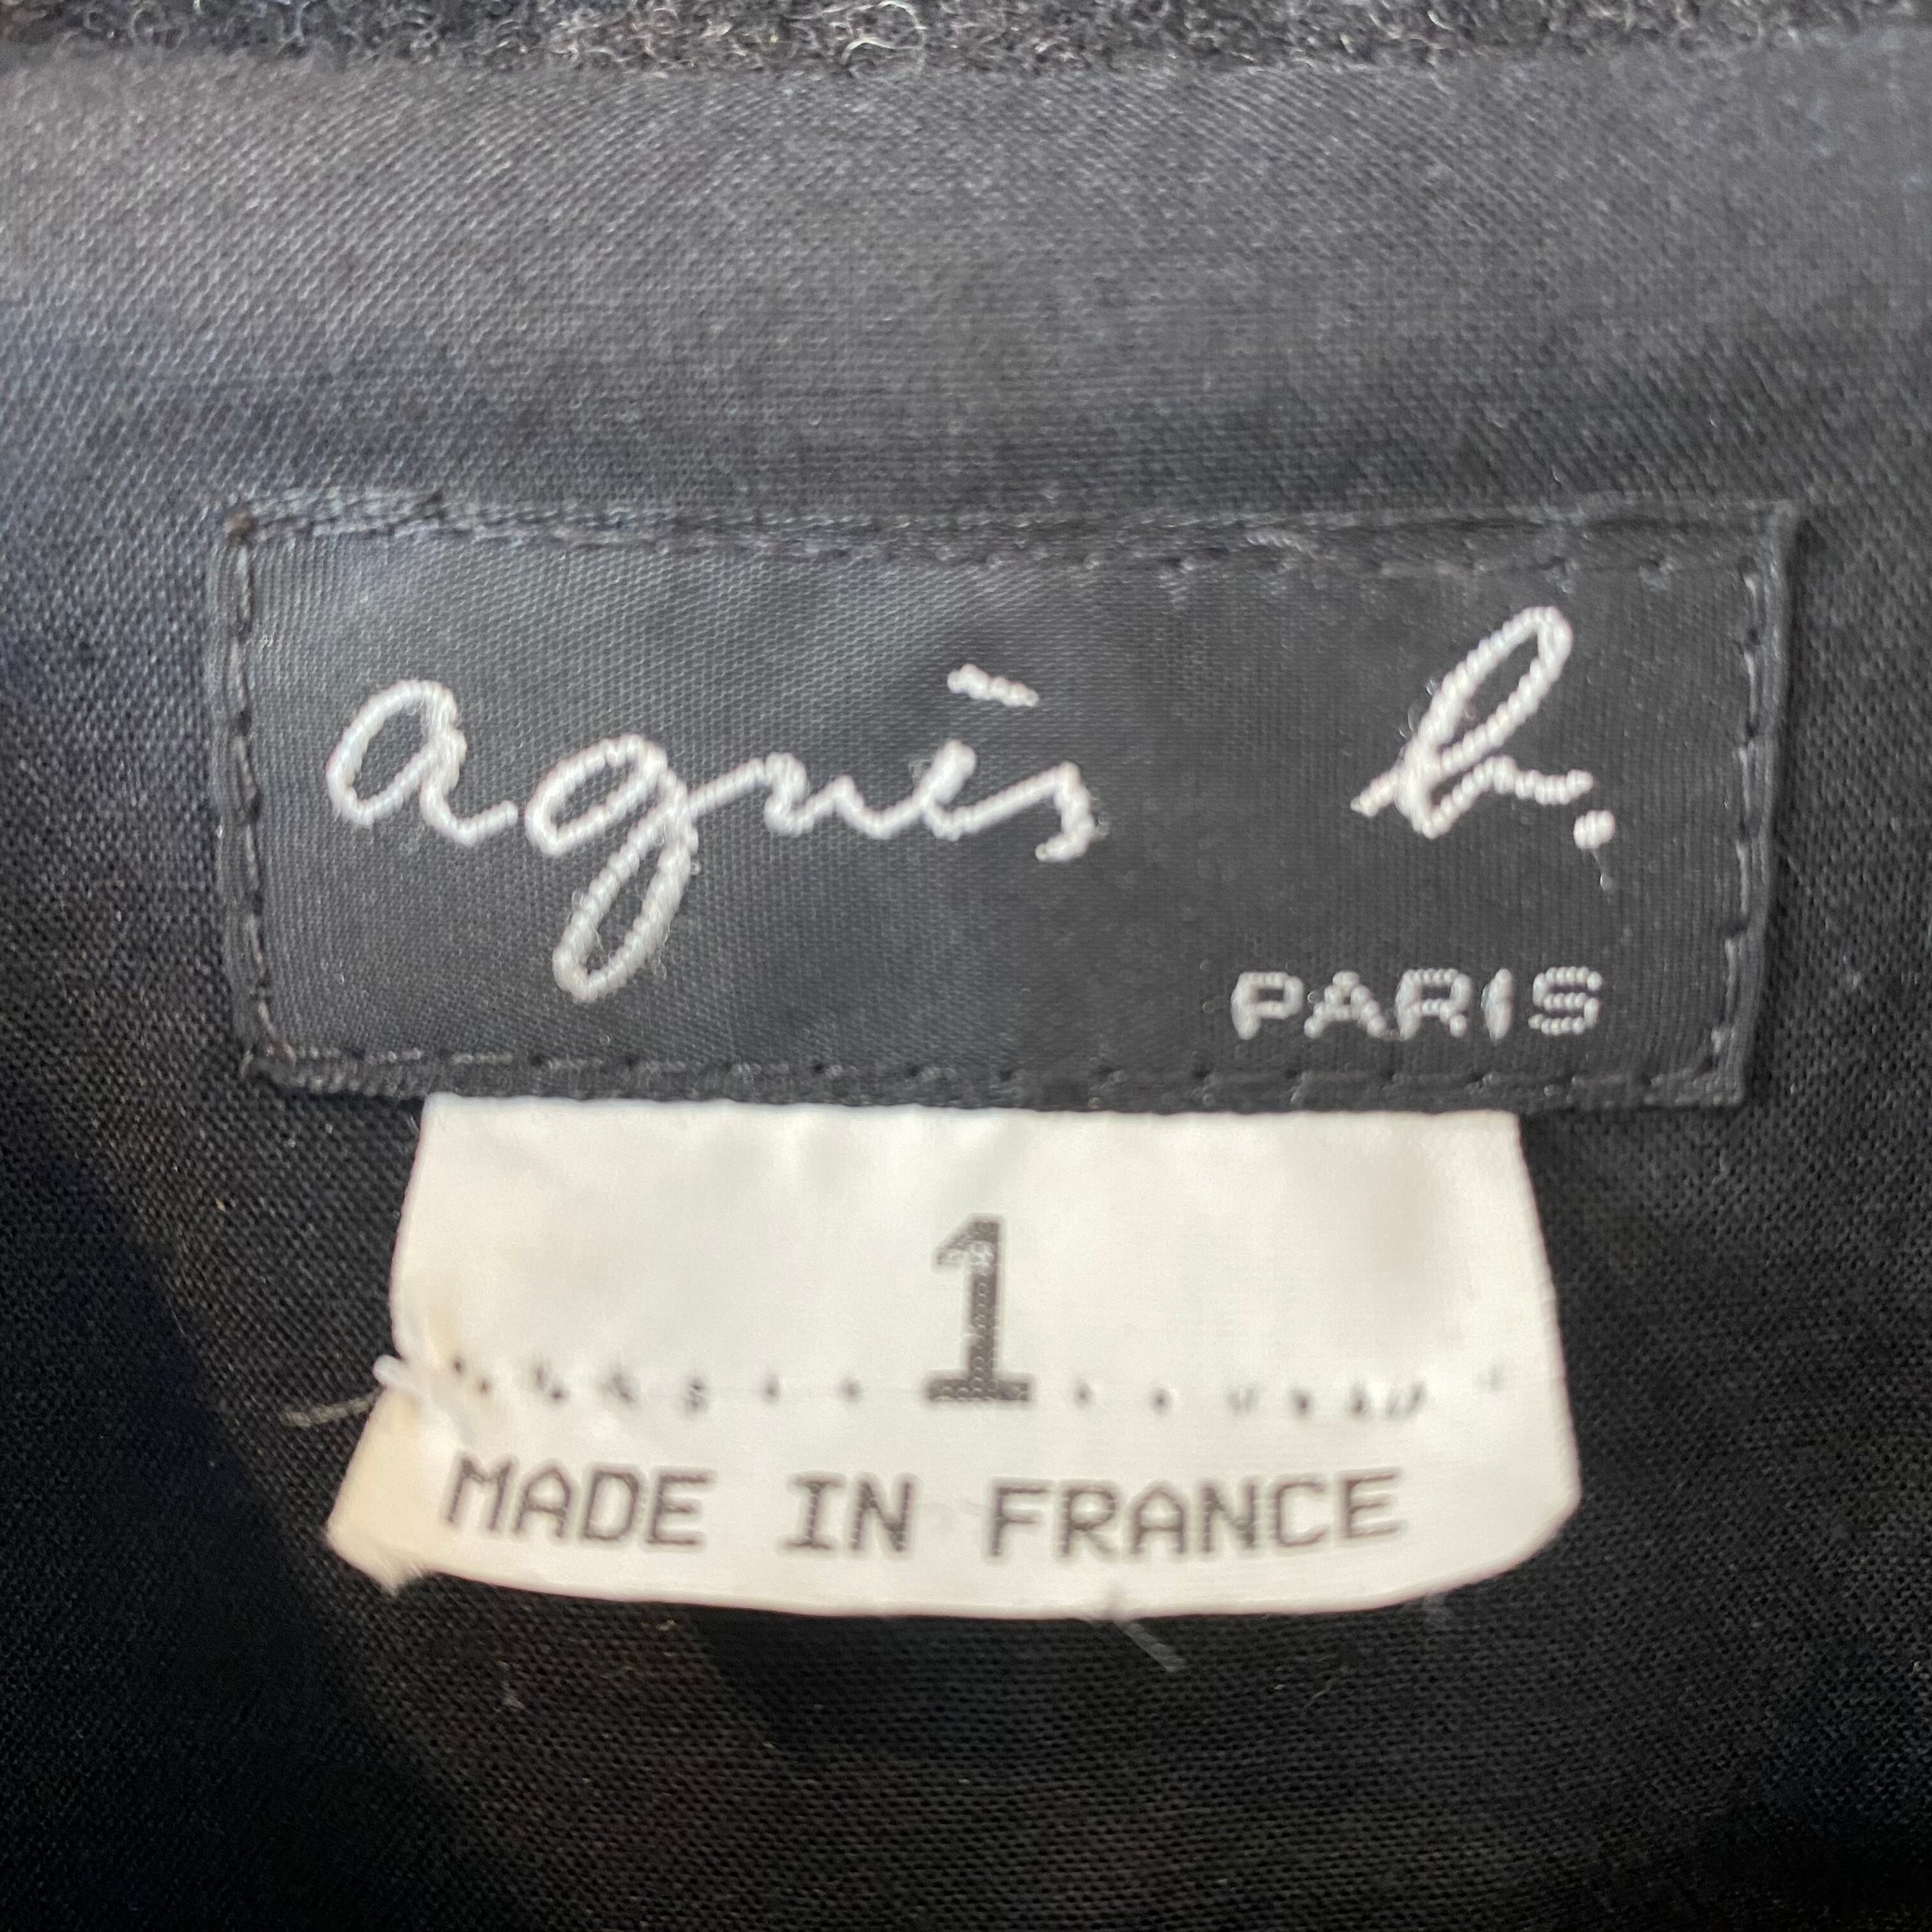 agnès b.
PARIS
1
MADE IN FRANCE